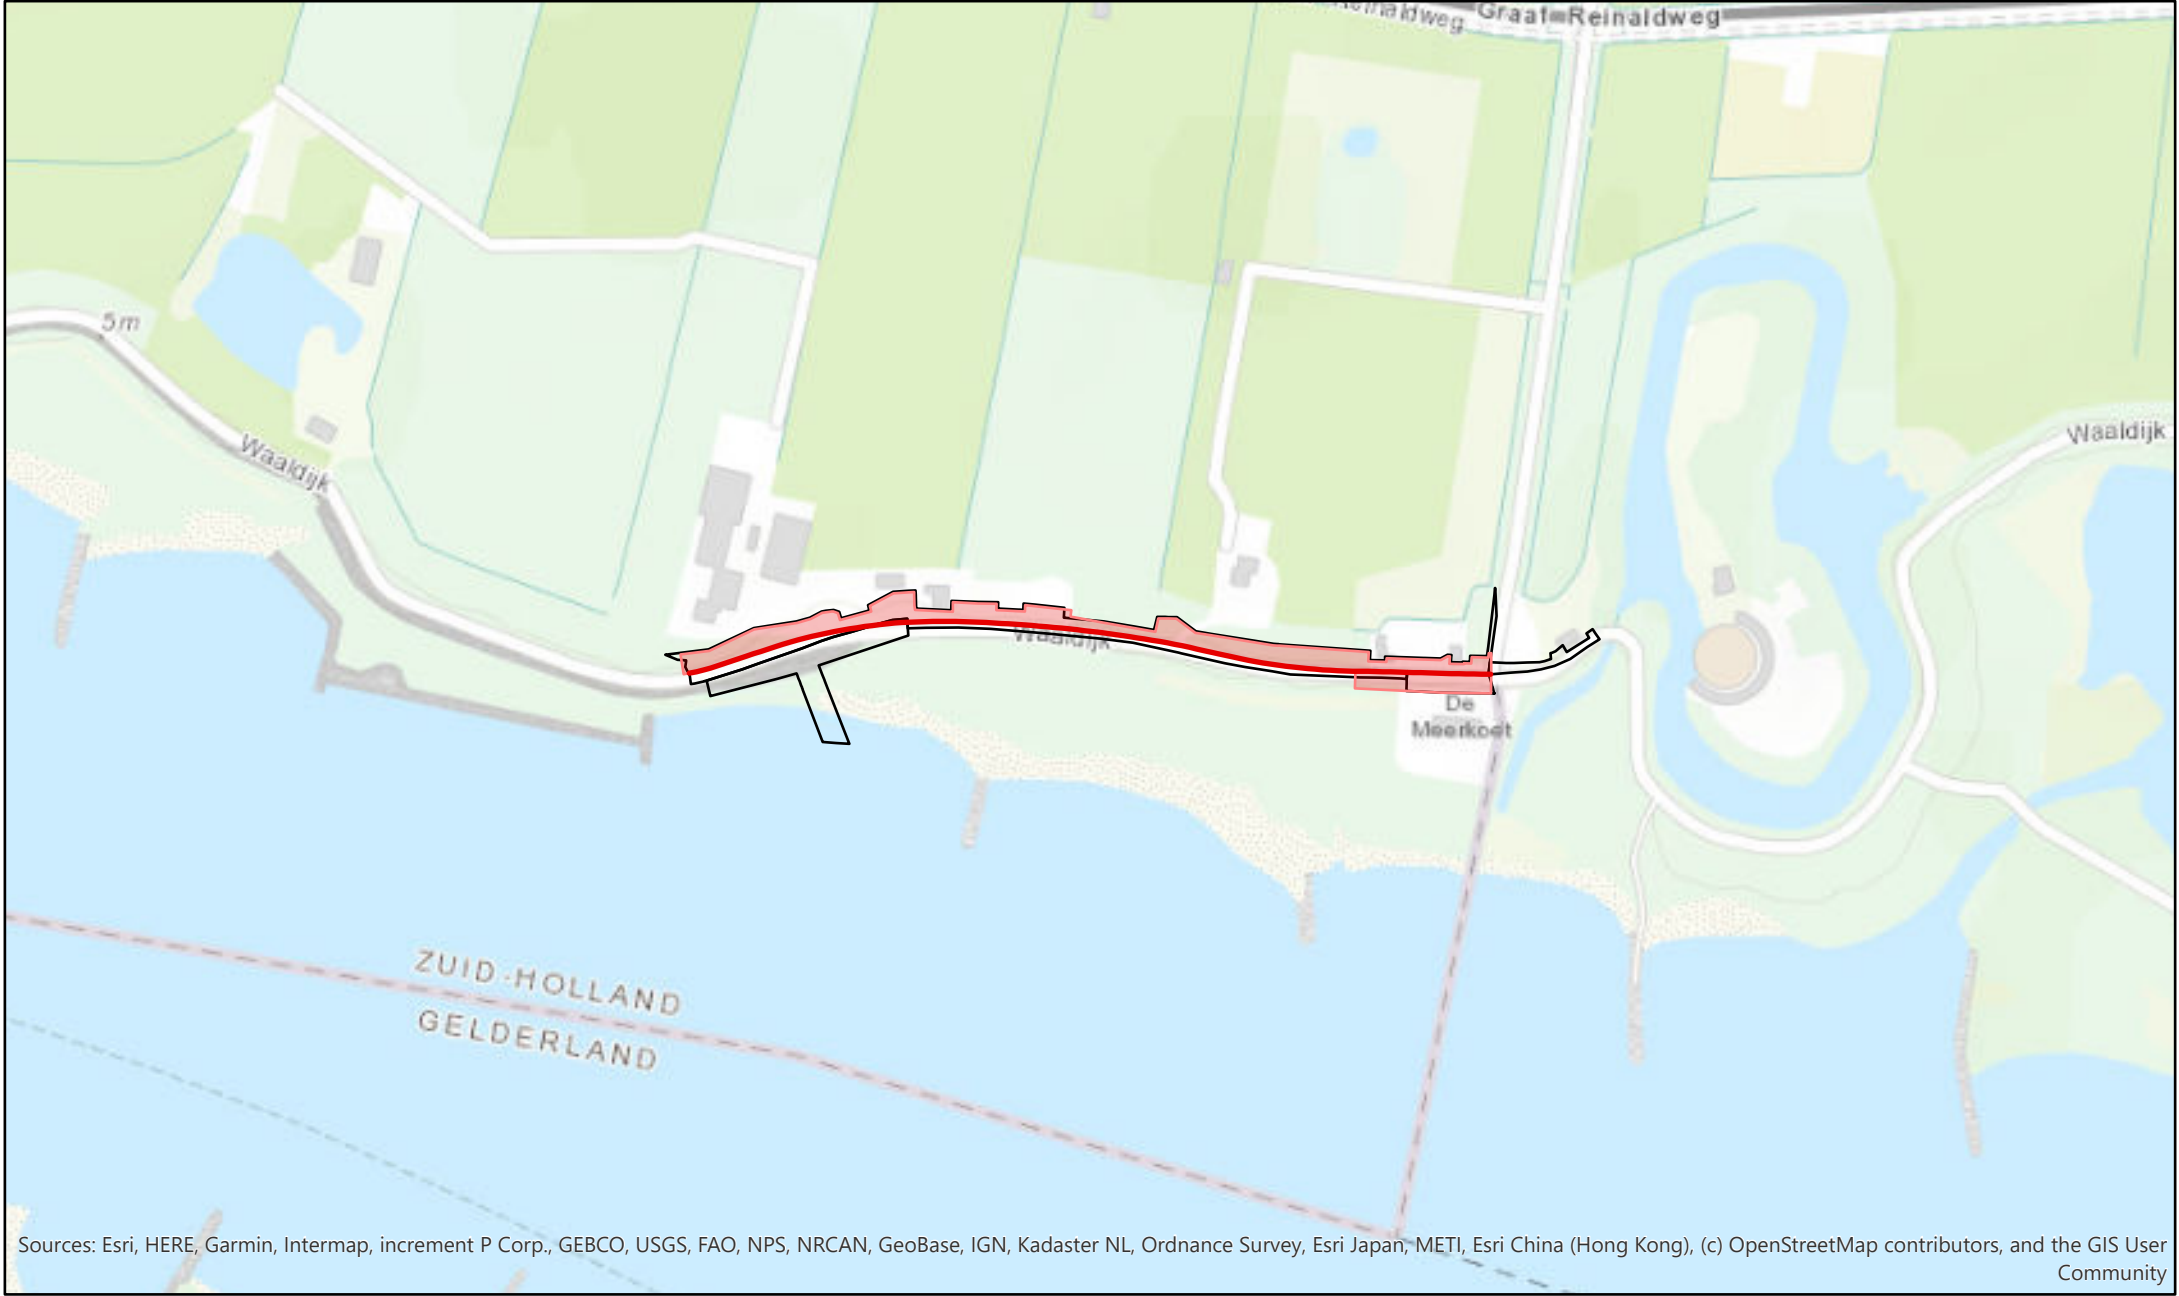 Graaf Reinaldweg
5m
Waaldijk
Waaldijk
Waaldijk
De
Meerkoet
ZUID-HOLLAND
GELDERLAND
Sources: Esri, HERE, Garmin, Intermap, increment P Corp., GEBCO, USGS, FAO, NPS, NRCAN, GeoBase, IGN, Kadaster NL, Ordnance Survey, Esri Japan, METI, Esri China (Hong Kong), (c) OpenStreetMap contributors, and the GIS User
Community